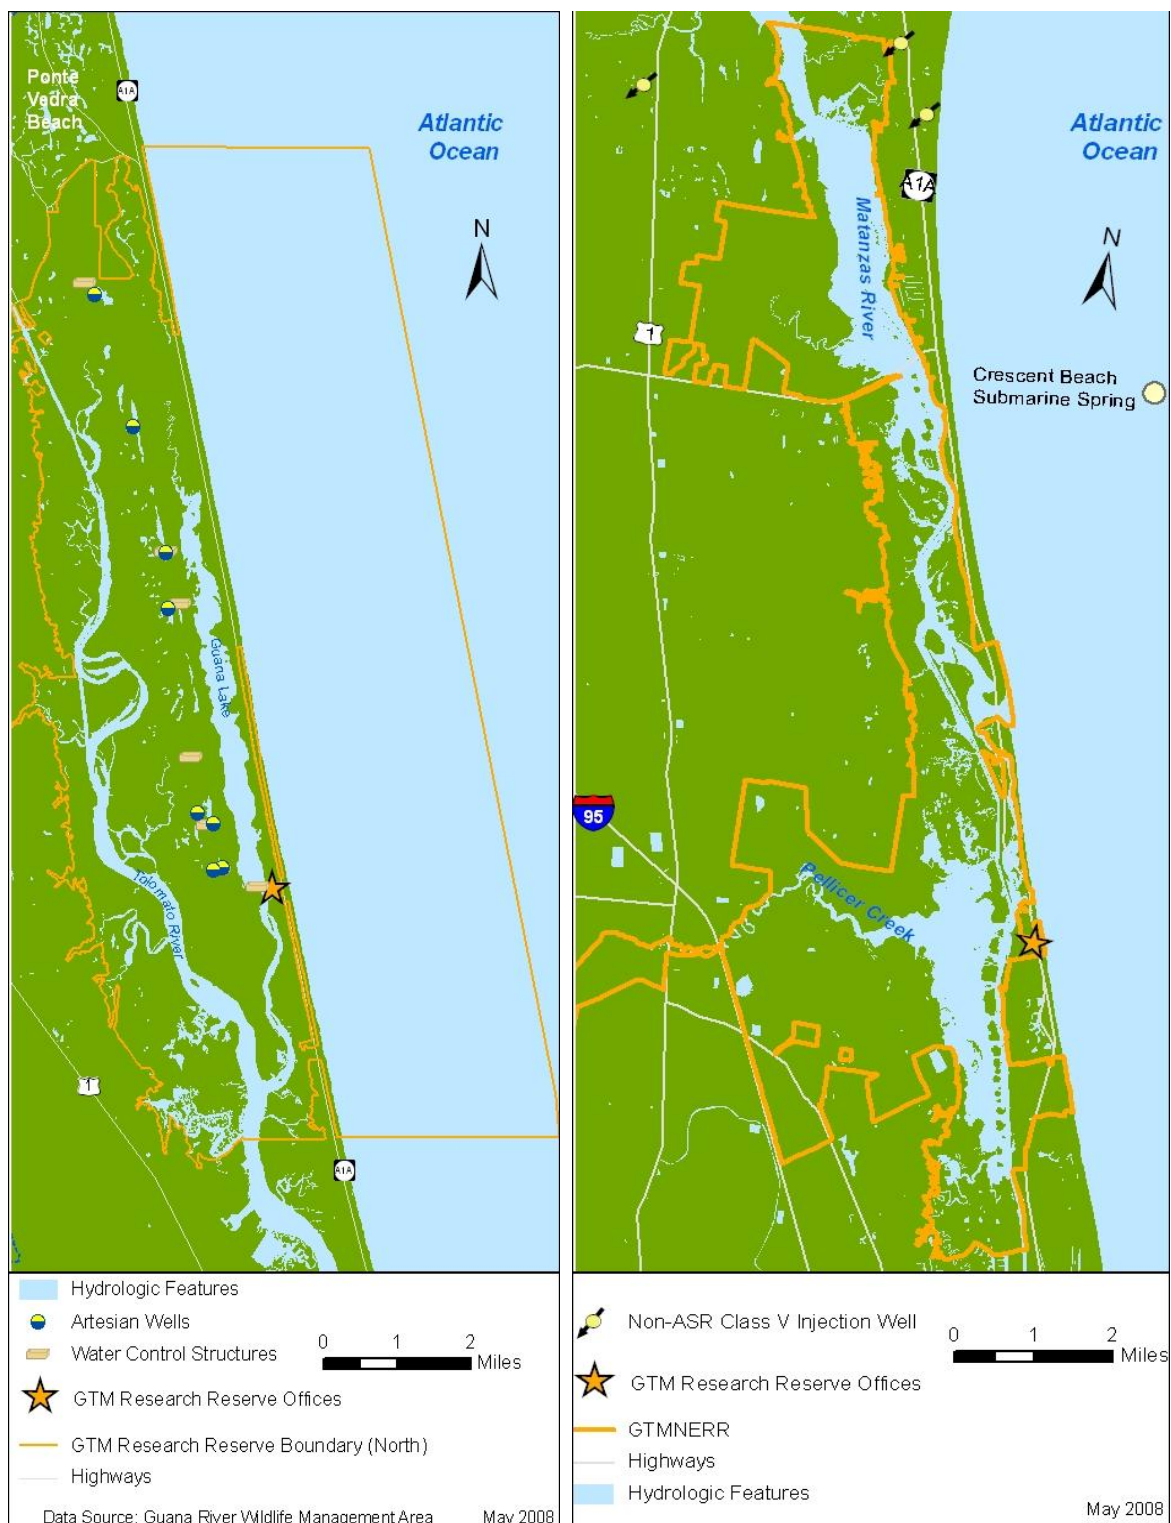 Ponte
Vedra
Beach
A1A
Atlantic
Ocean
N
Guana Lake
Tolomato River
1
A1A
Hydrologic Features
Artesian Wells
Water Control Structures
0 1 2
Miles
GTM Research Reserve Offices
GTM Research Reserve Boundary (North)
Highways
Data Source: Guana River Wildlife Management Area May 2008
Atlantic
Ocean
A1A
Matanzas River
N
1
Crescent Beach
Submarine Spring
95
Pellicer Creek
Non-ASR Class V Injection Well
0 1 2
Miles
GTM Research Reserve Offices
GTMNERR
Highways
Hydrologic Features
May 2008